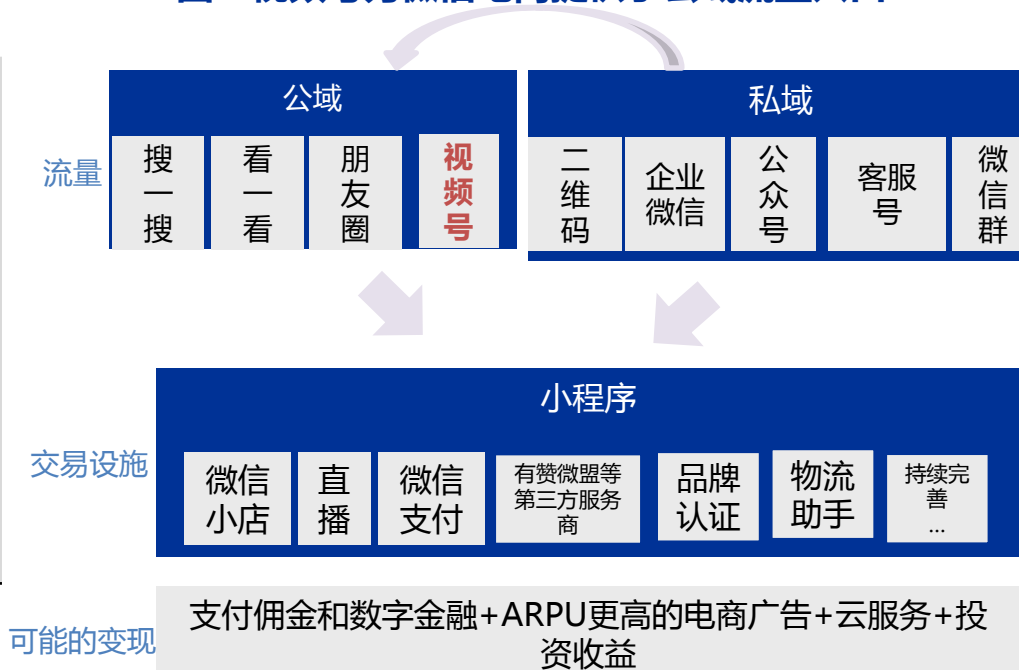 公域
私域
流量
搜一搜
看一看
朋友圈
视频号
二维码
企业
微信
公众号
客服
号
微信群
小程序
交易设施
微信
小店
直播
微信
支付
有赞微盟等
第三方服务
商
品牌
认证
物流
助手
持续完
善
...
可能的变现
支付佣金和数字金融+ARPU更高的电商广告+云服务+投
资收益